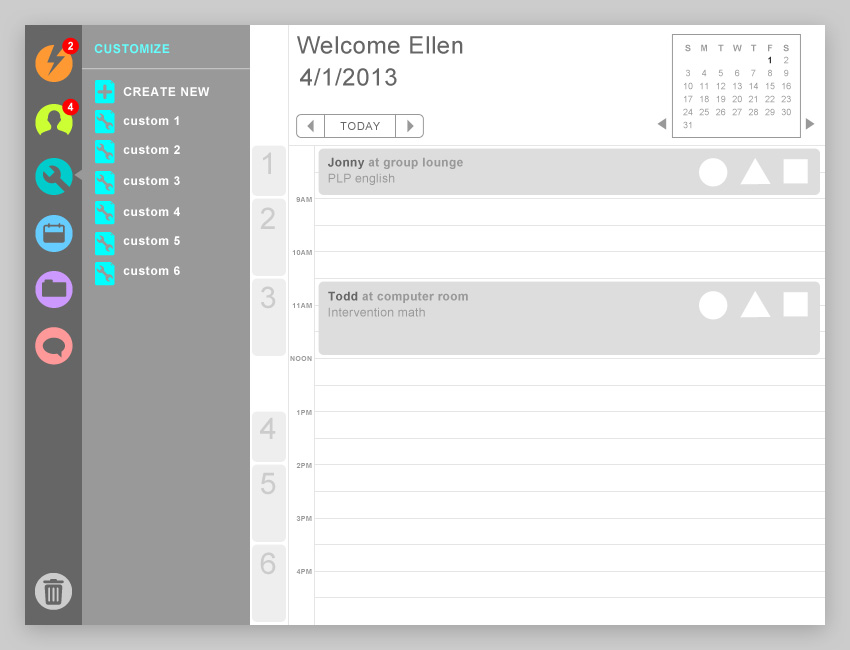 2
4
CUSTOMIZE
CREATE NEW
custom 1
custom 2
custom 3
custom 4
custom 5
custom 6
Welcome Ellen
4/1/2013
TODAY
S M T W T F S
1 2
3 4 5 6 7 8 9
10 11 12 13 14 15 16
17 18 19 20 21 22 23
24 25 26 27 28 29 30
31
1
Jonny at group lounge
PLP english
9AM
2
10AM
3
Todd at computer room
Intervention math
11AM
NOON
1PM
4
2PM
5
3PM
6
4PM